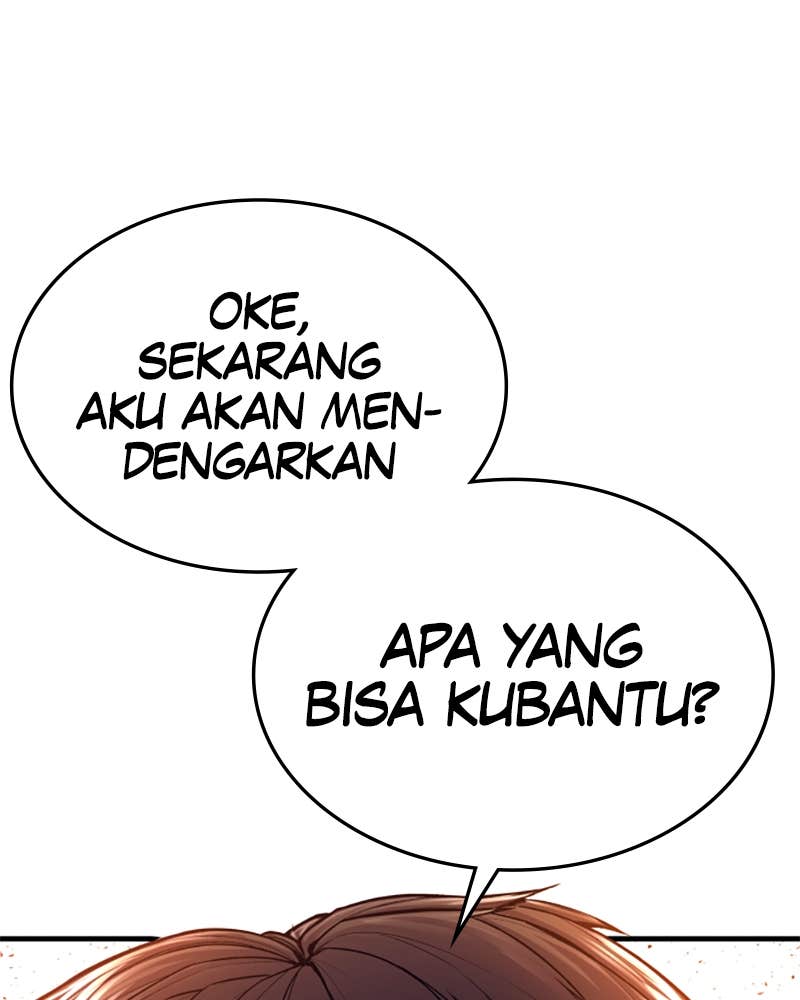 OKE,
SEKARANG
AKU AKAN MEN-
DENGARKAN
APA YANG
BISA KUBANTU?